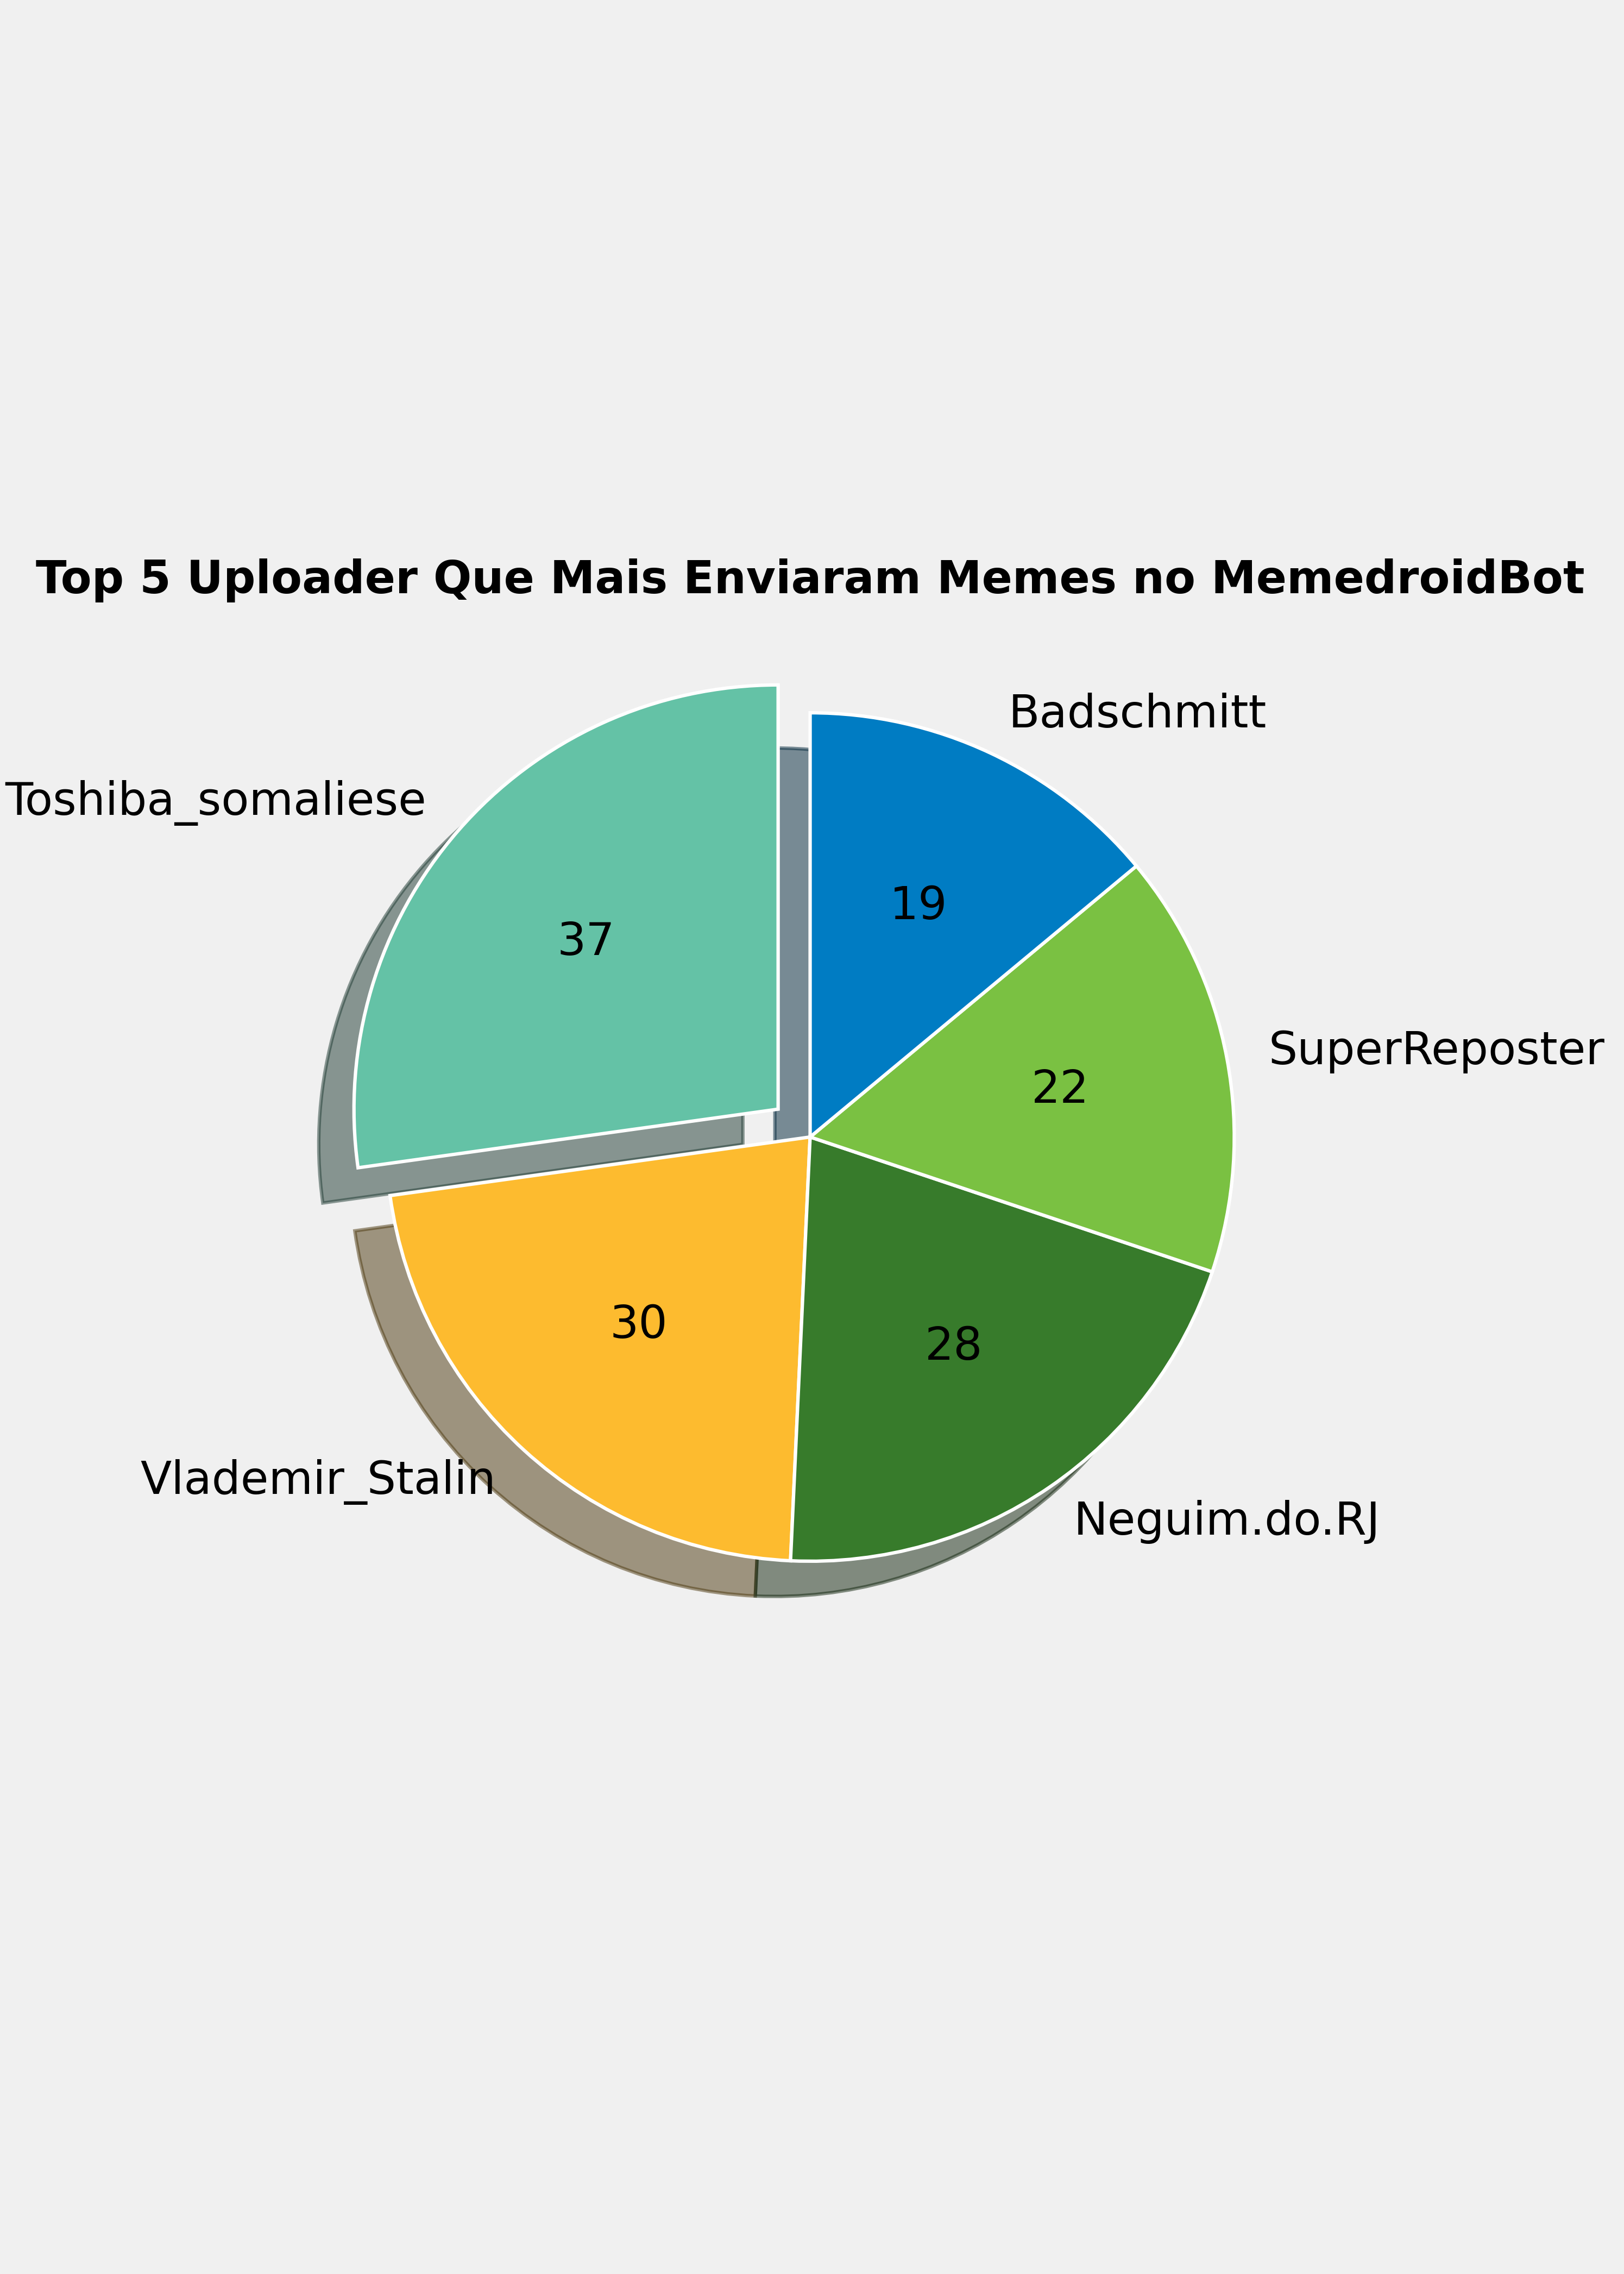 Top 5 Uploader Que Mais Enviaram Memes no MemedroidBot
Badschmitt
Toshiba_somaliese
19
37
SuperReposter
22
30
28
Vlademir_Stalin
Neguim.do.RJ